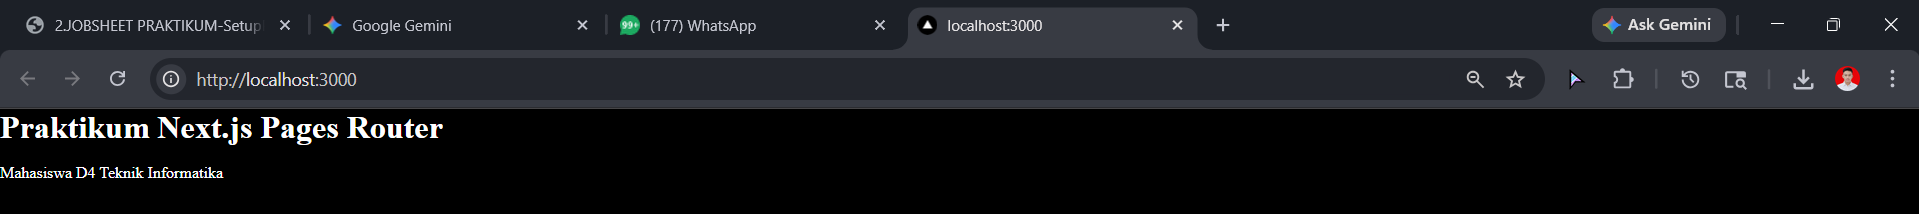 2.JOBSHEET PRAKTIKUM-Setup
Google Gemini
99+ (177) WhatsApp
localhost:3000
Ask Gemini
http://localhost:3000
Praktikum Next.js Pages Router
Mahasiswa D4 Teknik Informatika